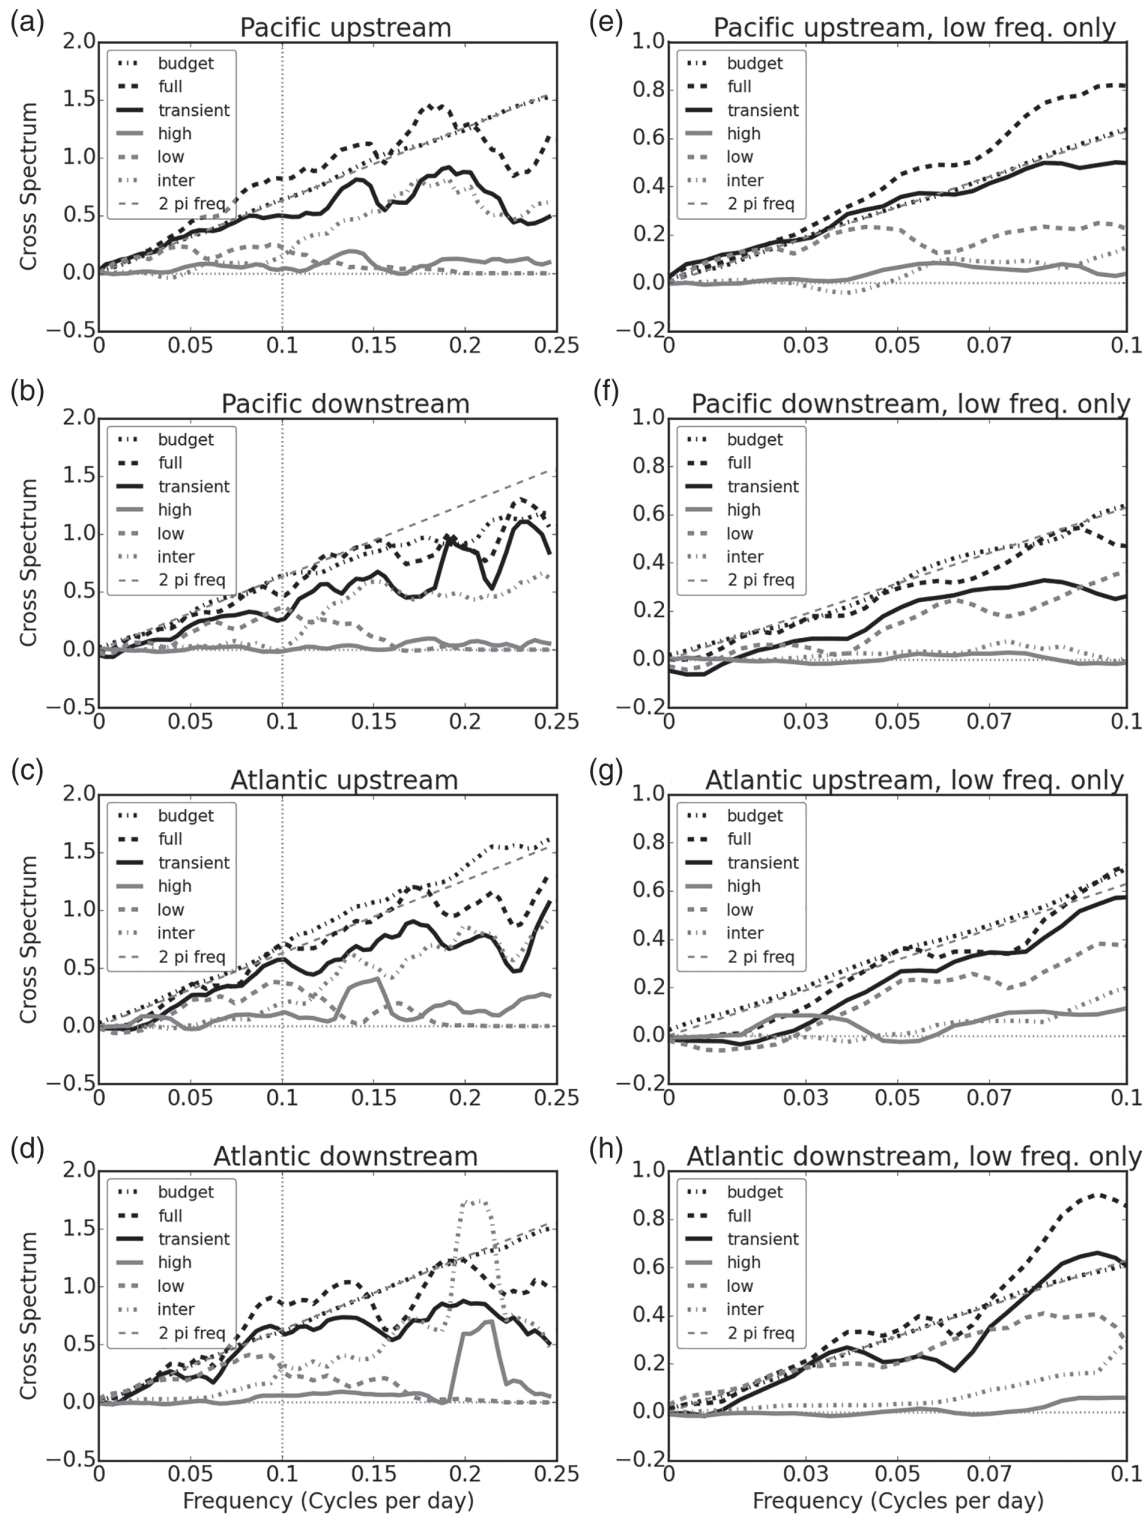 (a)
Pacific upstream
2.0
1.5
1.0
0.5
0.0
−0.5
Cross Spectrum
budget
full
transient
high
low
inter
2 pi freq
0
0.05
0.1
0.15
0.2
0.25
(e)
Pacific upstream, low freq. only
1.0
0.8
0.6
0.4
0.2
0.0
−0.2
budget
full
transient
high
low
inter
2 pi freq
0
0.03
0.05
0.07
0.1
(b)
Pacific downstream
2.0
1.5
1.0
0.5
0.0
−0.5
Cross Spectrum
budget
full
transient
high
low
inter
2 pi freq
0
0.05
0.1
0.15
0.2
0.25
(f)
Pacific downstream, low freq. only
1.0
0.8
0.6
0.4
0.2
0.0
−0.2
budget
full
transient
high
low
inter
2 pi freq
0
0.03
0.05
0.07
0.1
(c)
Atlantic upstream
2.0
1.5
1.0
0.5
0.0
−0.5
Cross Spectrum
budget
full
transient
high
low
inter
2 pi freq
0
0.05
0.1
0.15
0.2
0.25
(g)
Atlantic upstream, low freq. only
1.0
0.8
0.6
0.4
0.2
0.0
−0.2
budget
full
transient
high
low
inter
2 pi freq
0
0.03
0.05
0.07
0.1
(d)
Atlantic downstream
2.0
1.5
1.0
0.5
0.0
−0.5
Cross Spectrum
budget
full
transient
high
low
inter
2 pi freq
0
0.05
0.1
0.15
0.2
0.25
Frequency (Cycles per day)
(h)
Atlantic downstream, low freq. only
1.0
0.8
0.6
0.4
0.2
0.0
−0.2
budget
full
transient
high
low
inter
2 pi freq
0
0.03
0.05
0.07
0.1
Frequency (Cycles per day)